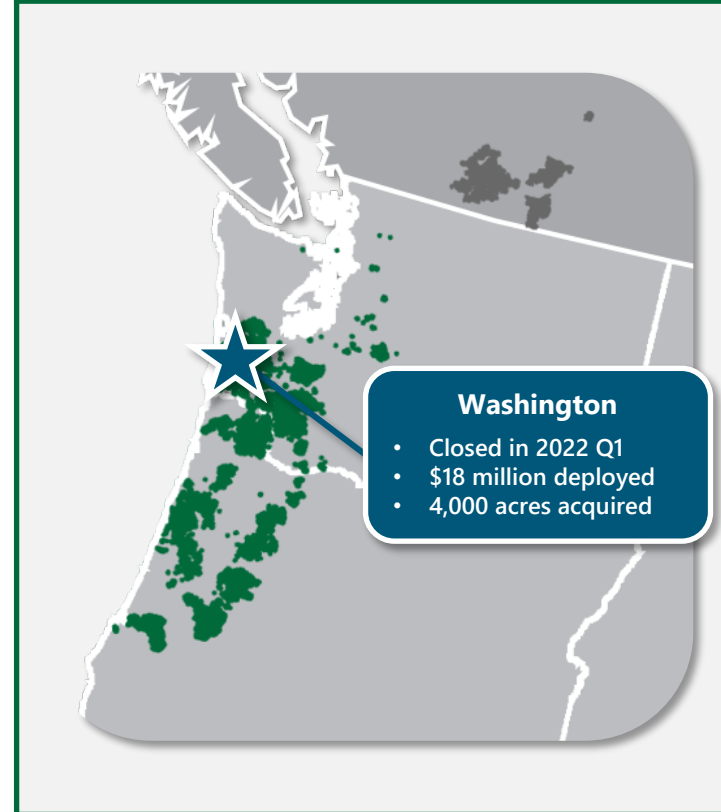 Washington
• Closed in 2022 Q1
• $18 million deployed
• 4,000 acres acquired